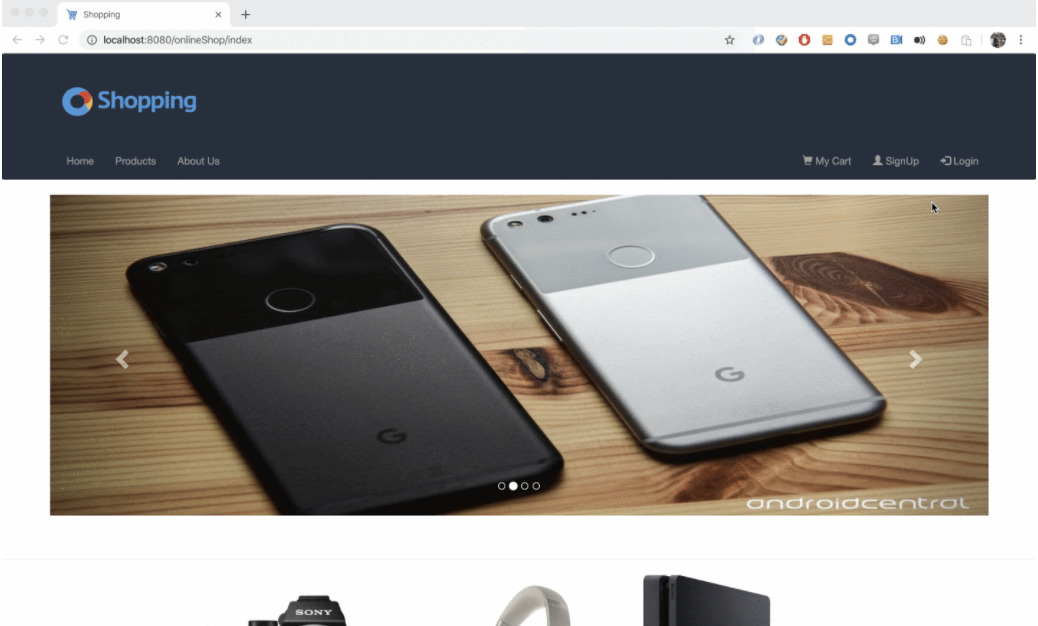 Shopping
localhost:8080/onlineShop/index
Shopping
Home Products About Us My Cart SignUp Login
G G
androidcentral
SONY